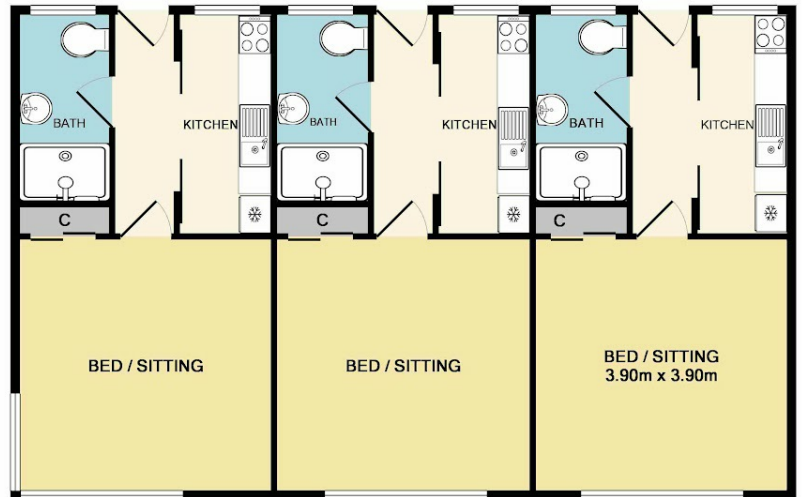 BATH
KITCHEN
C
BED / SITTING
BATH
KITCHEN
C
BED / SITTING
BATH
KITCHEN
C
BED / SITTING
3.90m x 3.90m